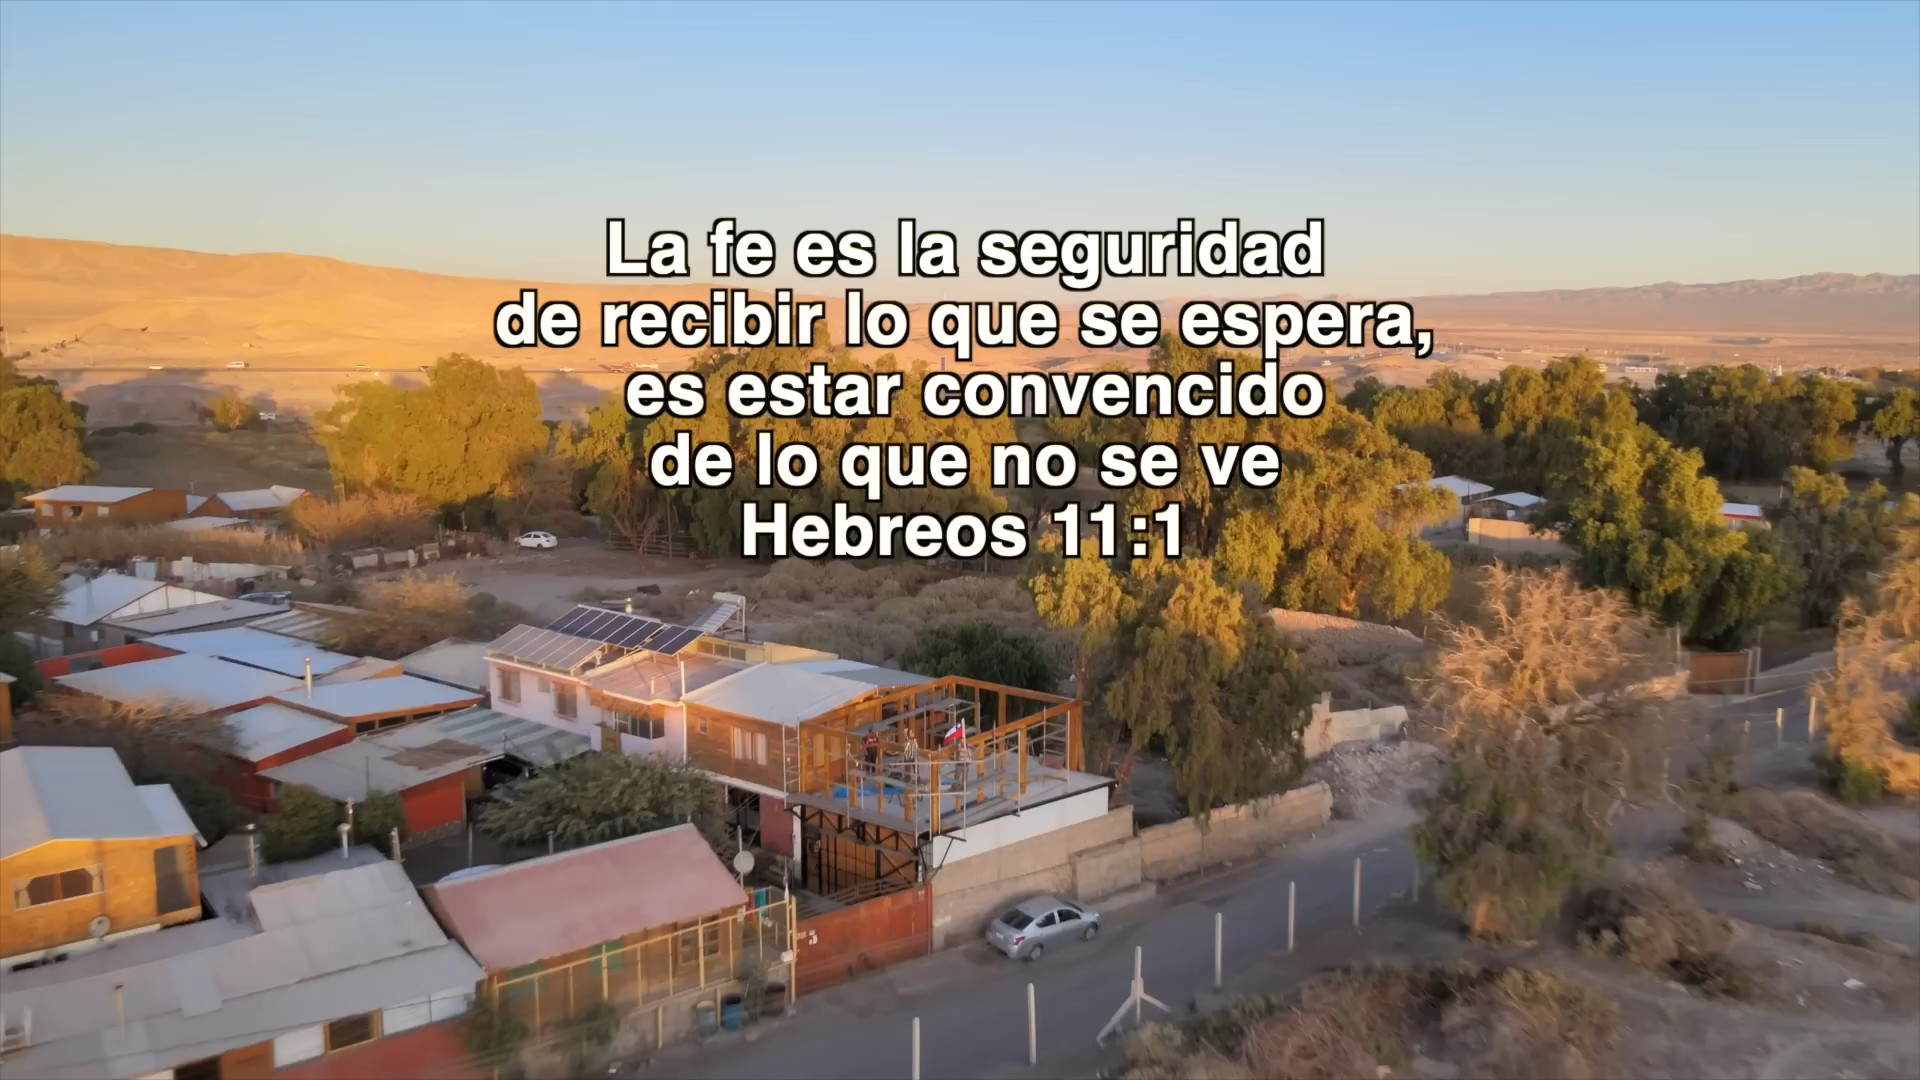 La fe es la seguridad
de recibir lo que se espera,
es estar convencido
de lo que no se ve
Hebreos 11:1